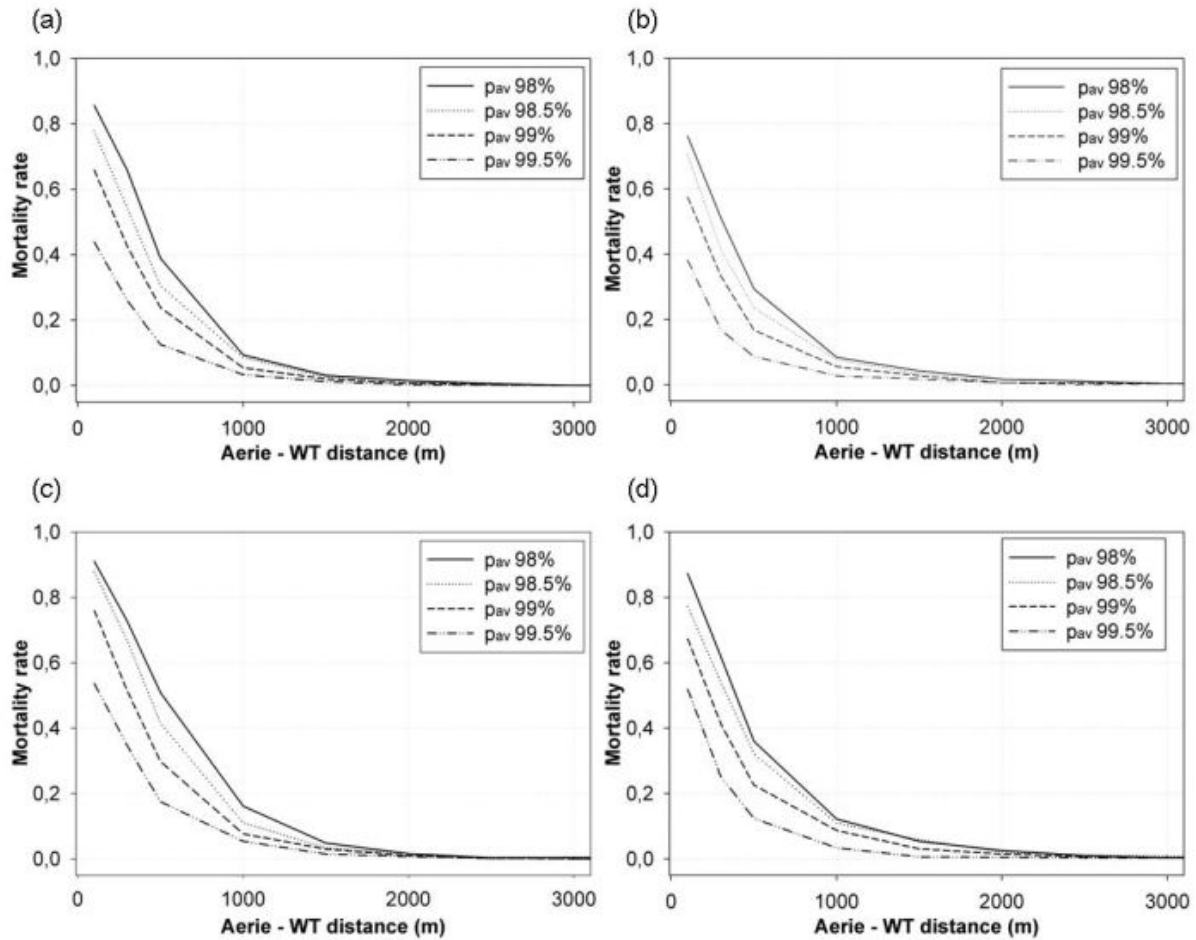 (a)
1,0
0,8
0,6
0,4
0,2
0,0
Mortality rate
pav 98%
pav 98.5%
pav 99%
pav 99.5%
0 1000 2000 3000
Aerie - WT distance (m)
(b)
1,0
0,8
0,6
0,4
0,2
0,0
Mortality rate
pav 98%
pav 98.5%
pav 99%
pav 99.5%
0 1000 2000 3000
Aerie - WT distance (m)
(c)
1,0
0,8
0,6
0,4
0,2
0,0
Mortality rate
pav 98%
pav 98.5%
pav 99%
pav 99.5%
0 1000 2000 3000
Aerie - WT distance (m)
(d)
1,0
0,8
0,6
0,4
0,2
0,0
Mortality rate
pav 98%
pav 98.5%
pav 99%
pav 99.5%
0 1000 2000 3000
Aerie - WT distance (m)